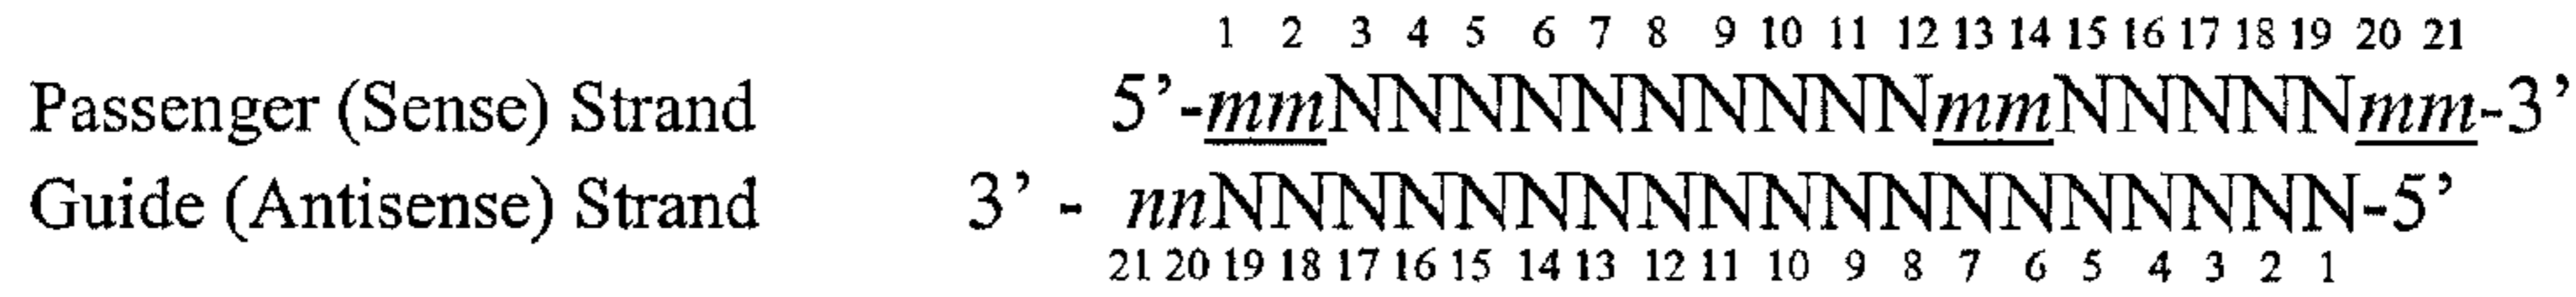 1 2 3 4 5 6 7 8 9 10 11 12 13 14 15 16 17 18 19 20 21
Passenger (Sense) Strand 5’-mmNNNNNNNNNNmmNNNNNmm-3’
Guide (Antisense) Strand 3’ - nnNNNNNNNNNNNNNNNNNNN-5’
21 20 19 18 17 16 15 14 13 12 11 10 9 8 7 6 5 4 3 2 1